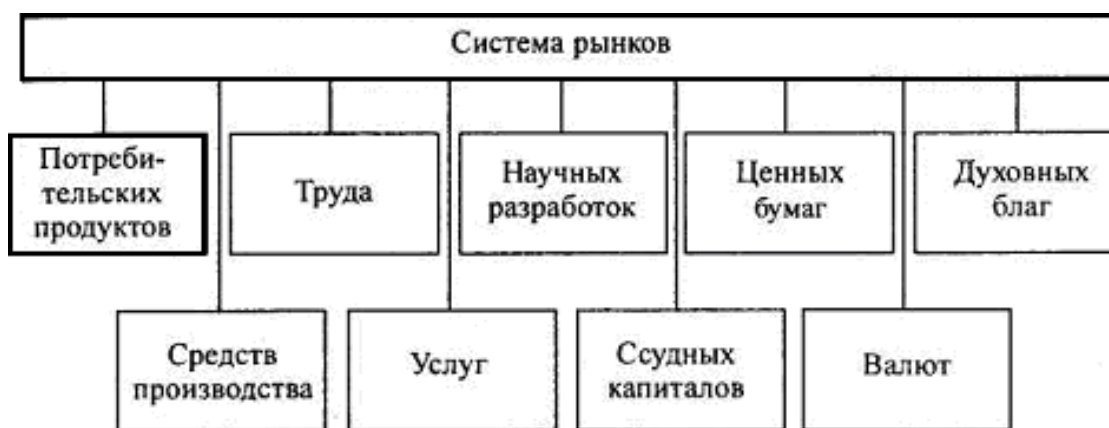 Система рынков
Потреби-
тельских
продуктов
Труда
Научных
разработок
Ценных
бумаг
Духовных
благ
Средств
производства
Услуг
Ссудных
капиталов
Валют